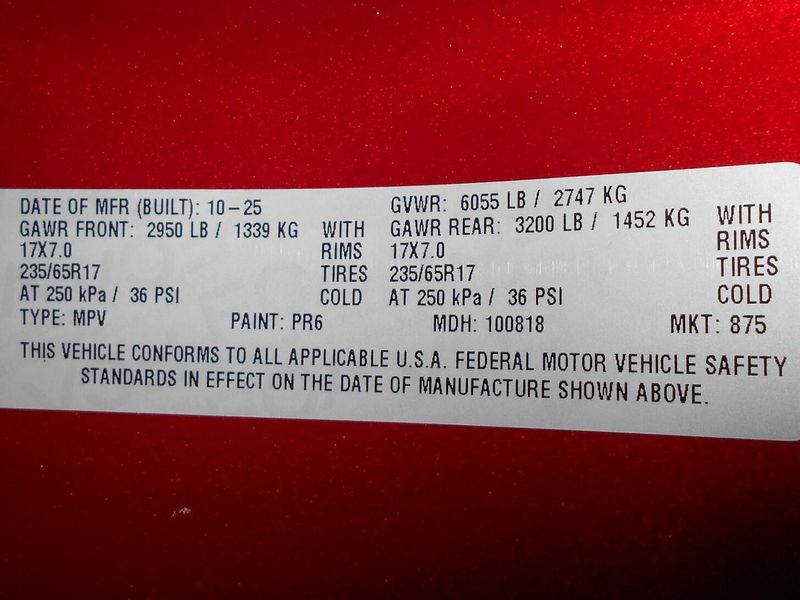 DATE OF MFR (BUILT): 10-25 GVWR: 6055 LB / 2747 KG
GAWR FRONT: 2950 LB / 1339 KG WITH GAWR REAR: 3200 LB / 1452 KG WITH
17X7.0 RIMS 17X7.0 RIMS
235/65R17 TIRES 235/65R17 TIRES
AT 250 kPa / 36 PSI COLD AT 250 kPa / 36 PSI COLD
TYPE: MPV PAINT: PR6 MDH: 100818 MKT: 875
THIS VEHICLE CONFORMS TO ALL APPLICABLE U.S.A. FEDERAL MOTOR VEHICLE SAFETY
STANDARDS IN EFFECT ON THE DATE OF MANUFACTURE SHOWN ABOVE.